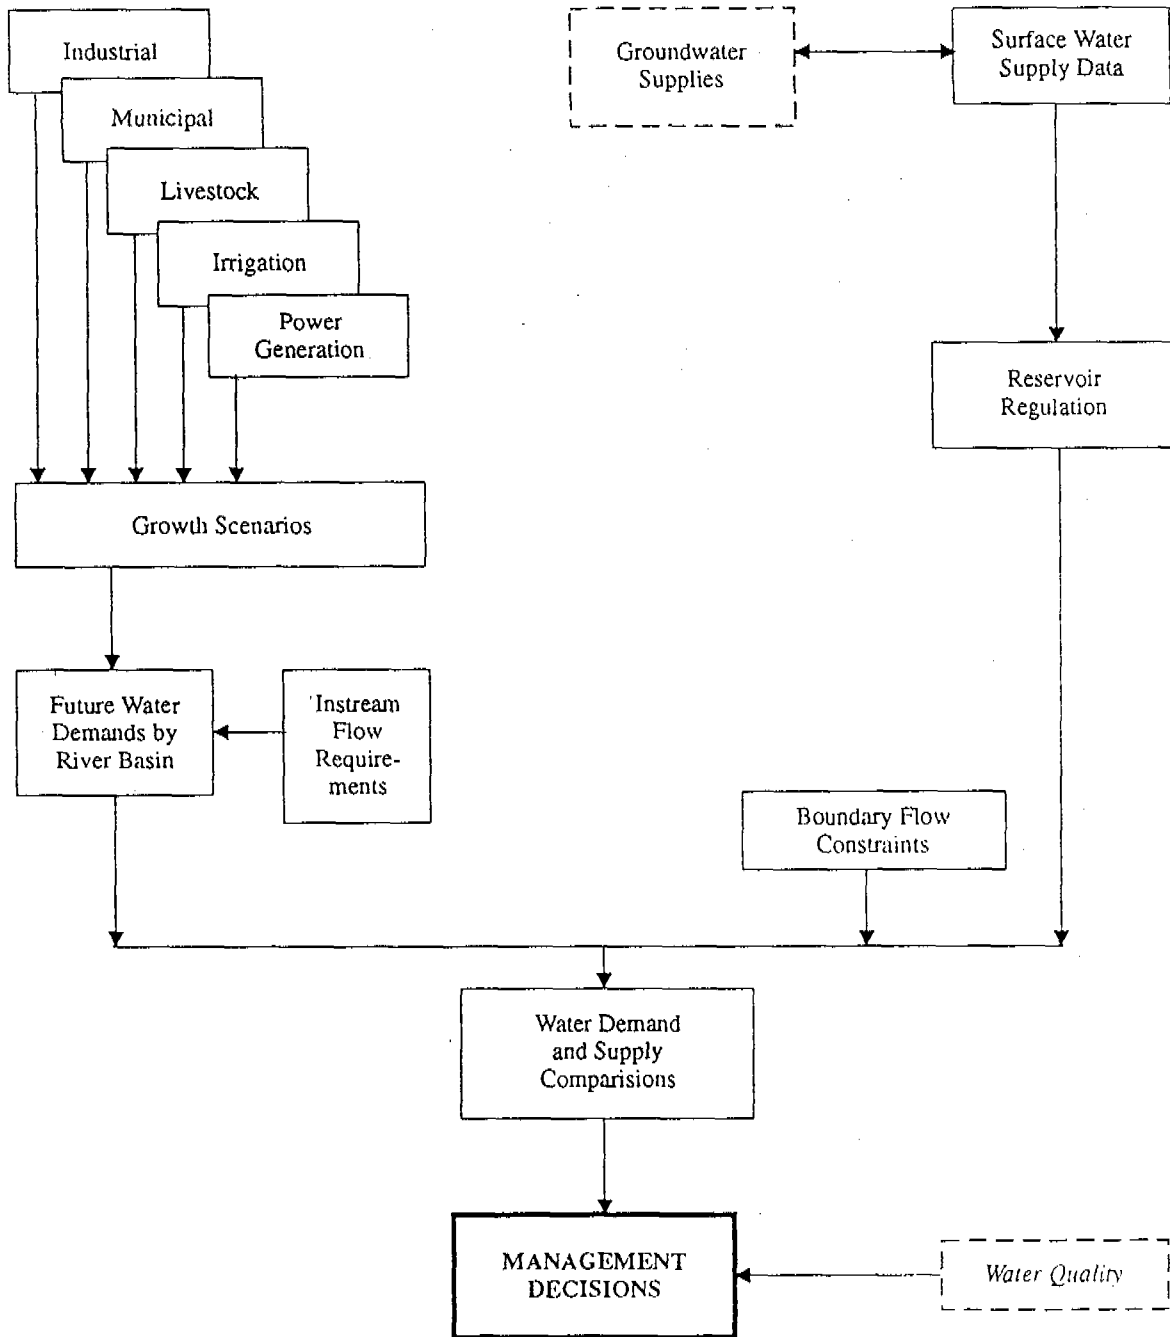 Industrial
Municipal
Livestock
Irrigation
Power
Generation
Groundwater
Supplies
Surface Water
Supply Data
Reservoir
Regulation
Growth Scenarios
Future Water
Demands by
River Basin
Instream
Flow
Require-
ments
Boundary Flow
Constraints
Water Demand
and Supply
Comparisions
MANAGEMENT
DECISIONS
Water Quality